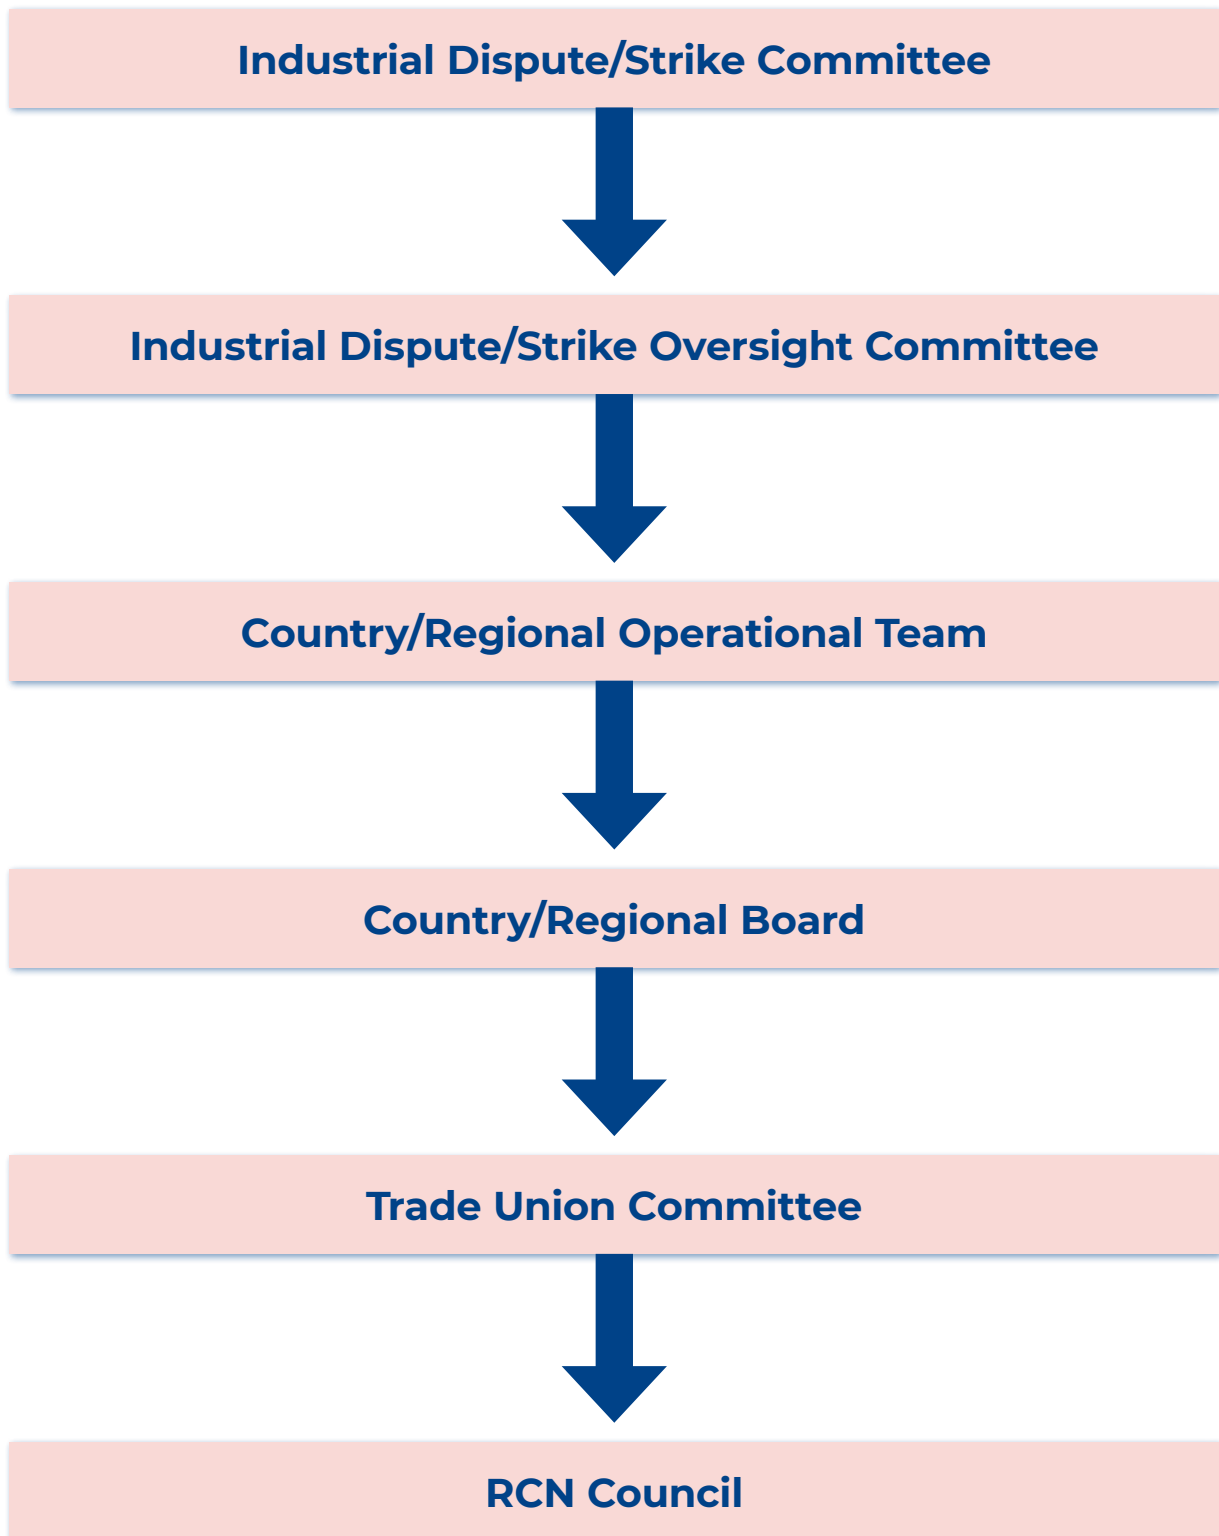 Industrial Dispute/Strike Committee
Industrial Dispute/Strike Oversight Committee
Country/Regional Operational Team
Country/Regional Board
Trade Union Committee
RCN Council